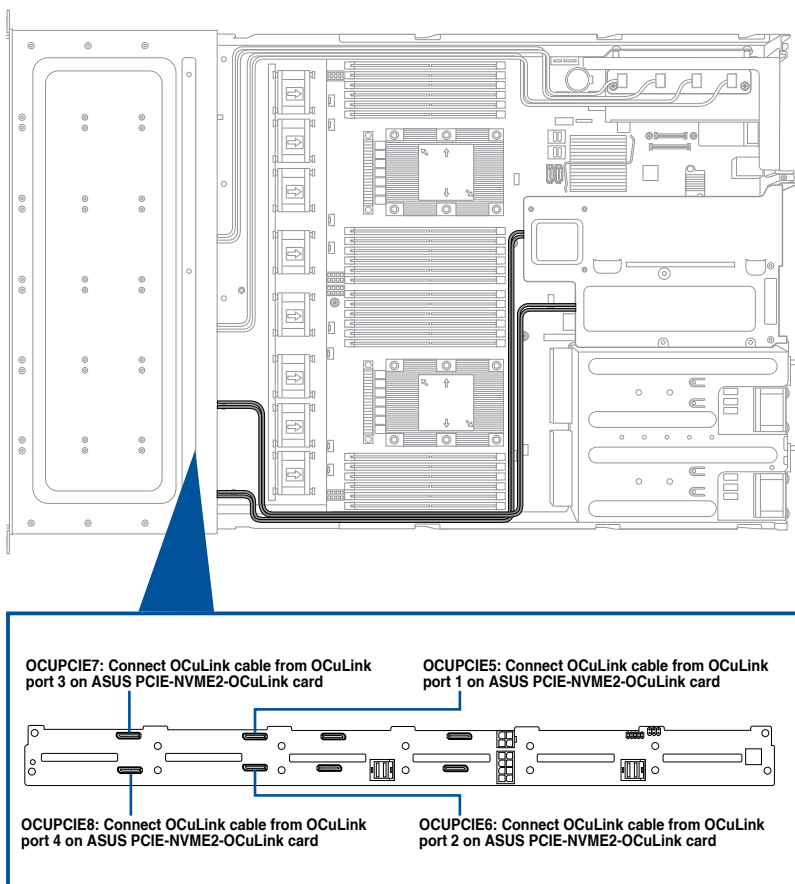 OCUPCIE7: Connect OCuLink cable from OCuLink
port 3 on ASUS PCIE-NVME2-OCuLink card
OCUPCIE5: Connect OCuLink cable from OCuLink
port 1 on ASUS PCIE-NVME2-OCuLink card
OCUPCIE8: Connect OCuLink cable from OCuLink
port 4 on ASUS PCIE-NVME2-OCuLink card
OCUPCIE6: Connect OCuLink cable from OCuLink
port 2 on ASUS PCIE-NVME2-OCuLink card